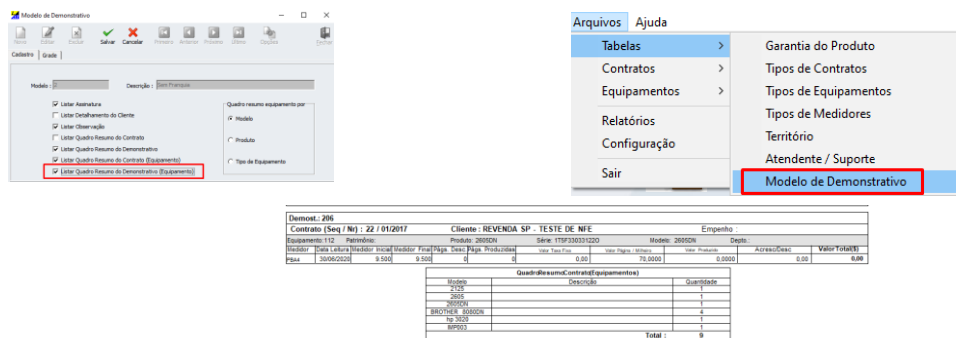 Modelo de Demonstrativo
Novo Editar Excluir Salvar Cancelar Primeiro Anterior Próximo Último Opções Fechar
Cadastro Grade
Modelo : Descrição : Dem Franquia
Listar Assinatura
Listar Detalhamento do Cliente
Listar Observação
Listar Quadro Resumo do Contrato
Listar Quadro Resumo do Demonstrativo
Listar Quadro Resumo do Contrato (Equipamento)
Listar Quadro Resumo do Demonstrativo (Equipamento)
Quadro resumo equipamento por
Modelo
Produto
Tipo de Equipamento
Arquivos Ajuda
Tabelas
Contratos
Equipamentos
Relatórios
Configuração
Sair
Garantia do Produto
Tipos de Contratos
Tipos de Equipamentos
Tipos de Medidores
Território
Atendente / Suporte
Modelo de Demonstrativo
Demost.: 206
Contrato (Seq / Nr) : 22 / 01/2017 Cliente : REVENDA SP - TESTE DE NFE Empenho :
Equipamento: 112 Patrimônio: Produto: 2605DN Série: 1T5F330331220 Modelo: 2605DN Depto.:
Medidor Data Leitura Medidor Inicial Medidor Final Págs. Desc. Págs. Produzidas Valor Taxa Fixa Valor Página / Milheiro Valor Produzido Acresc/Desc Valor Total($)
PBA4 30/06/2020 9.500 9.500 0 0 0,00 70,0000 0,0000 0,00 0,00
QuadroResumoContrato(Equipamentos)
Modelo Descrição Quantidade
2125 1
2605 1
2605DN 1
BROTHER 8080DN 4
hp 3020 1
IMP003 1
Total : 9